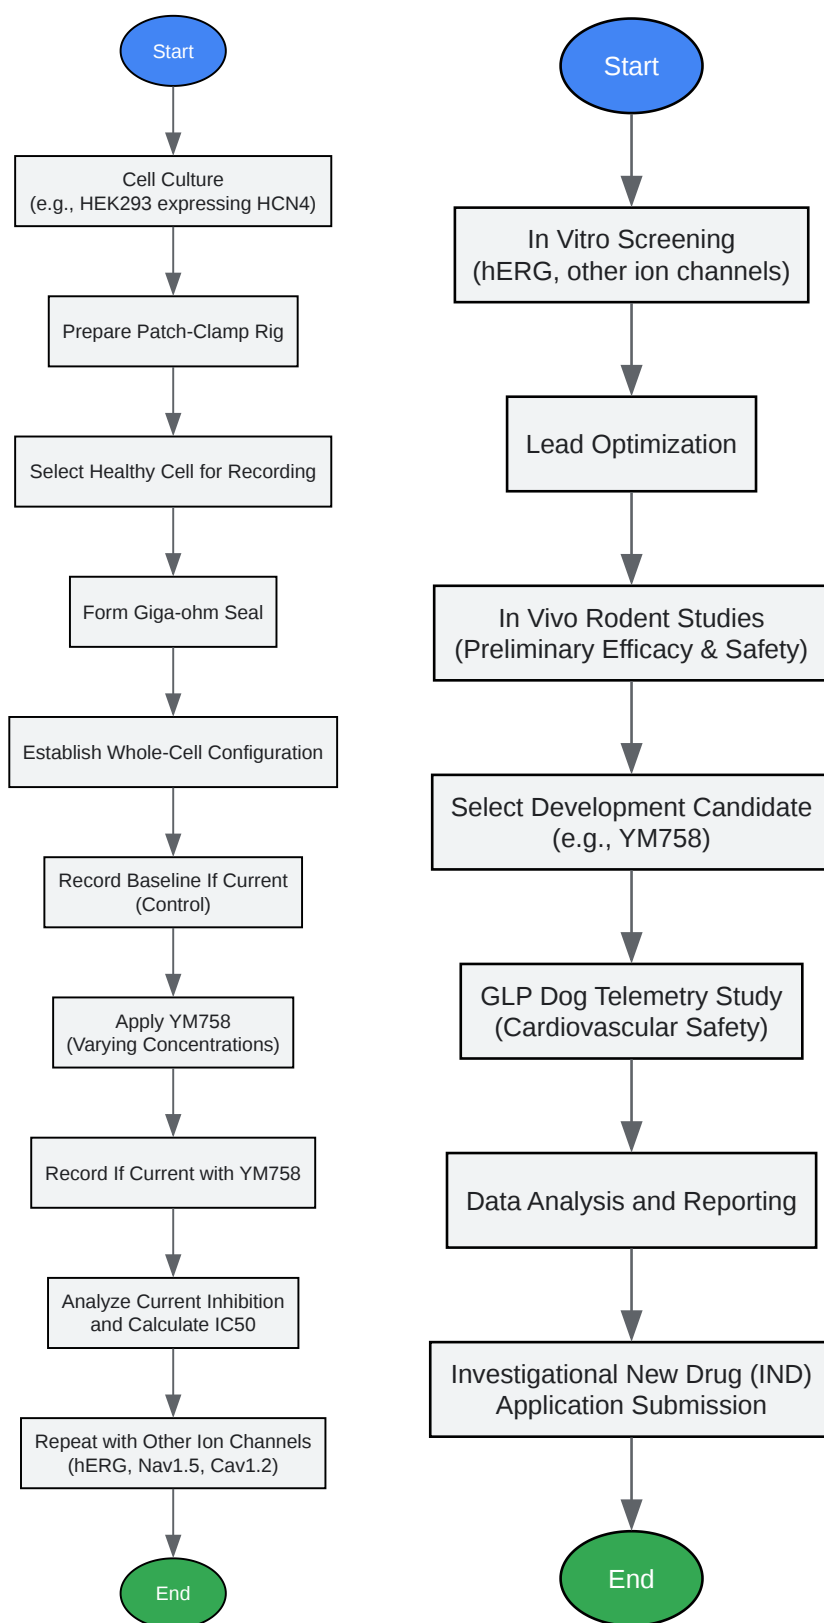 Start
Cell Culture
(e.g., HEK293 expressing HCN4)
Prepare Patch-Clamp Rig
Select Healthy Cell for Recording
Form Giga-ohm Seal
Establish Whole-Cell Configuration
Record Baseline If Current
(Control)
Apply YM758
(Varying Concentrations)
Record If Current with YM758
Analyze Current Inhibition
and Calculate IC50
Repeat with Other Ion Channels
(hERG, Nav1.5, Cav1.2)
End
Start
In Vitro Screening
(hERG, other ion channels)
Lead Optimization
In Vivo Rodent Studies
(Preliminary Efficacy & Safety)
Select Development Candidate
(e.g., YM758)
GLP Dog Telemetry Study
(Cardiovascular Safety)
Data Analysis and Reporting
Investigational New Drug (IND)
Application Submission
End